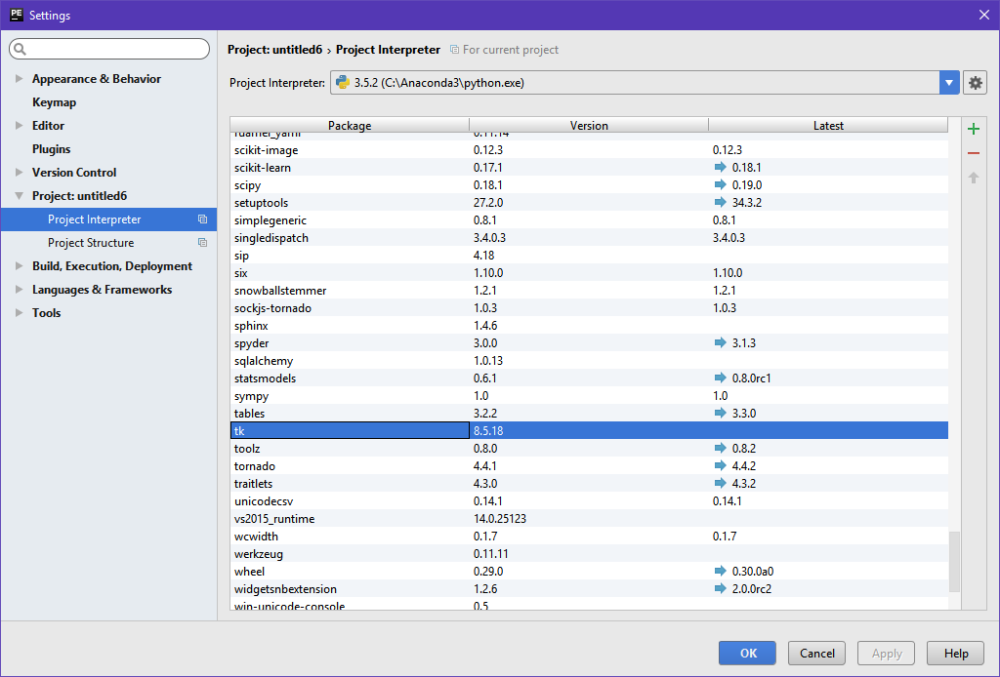 PE Settings
Project: untitled6 › Project Interpreter For current project
Appearance & Behavior
Keymap
Editor
Plugins
Version Control
Project: untitled6
Project Interpreter
Project Structure
Build, Execution, Deployment
Languages & Frameworks
Tools
Project Interpreter: 3.5.2 (C:\Anaconda3\python.exe)
Package Version Latest
ruamel_yaml 0.11.14
scikit-image 0.12.3 0.12.3
scikit-learn 0.17.1 0.18.1
scipy 0.18.1 0.19.0
setuptools 27.2.0 34.3.2
simplegeneric 0.8.1 0.8.1
singledispatch 3.4.0.3 3.4.0.3
sip 4.18
six 1.10.0 1.10.0
snowballstemmer 1.2.1 1.2.1
sockjs-tornado 1.0.3 1.0.3
sphinx 1.4.6
spyder 3.0.0 3.1.3
sqlalchemy 1.0.13
statsmodels 0.6.1 0.8.0rc1
sympy 1.0 1.0
tables 3.2.2 3.3.0
tk 8.5.18
toolz 0.8.0 0.8.2
tornado 4.4.1 4.4.2
traitlets 4.3.0 4.3.2
unicodecsv 0.14.1 0.14.1
vs2015_runtime 14.0.25123
wcwidth 0.1.7 0.1.7
werkzeug 0.11.11
wheel 0.29.0 0.30.0a0
widgetsnbextension 1.2.6 2.0.0rc2
win-unicode-console 0.5
OK Cancel Apply Help